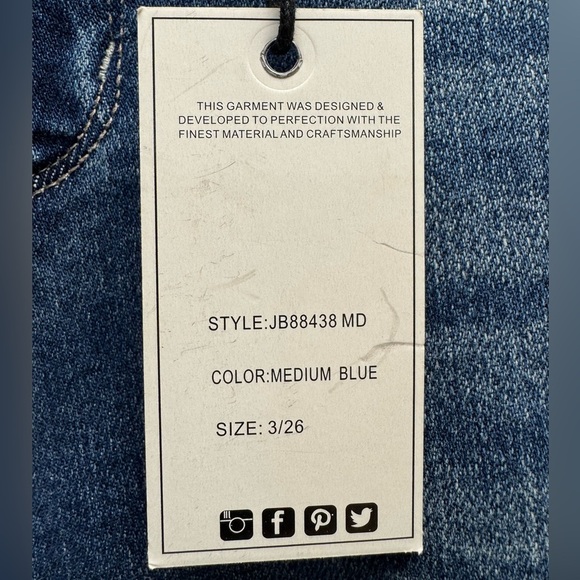 THIS GARMENT WAS DESIGNED &
DEVELOPED TO PERFECTION WITH THE
FINEST MATERIAL AND CRAFTSMANSHIP
STYLE:JB88438 MD
COLOR:MEDIUM BLUE
SIZE: 3/26